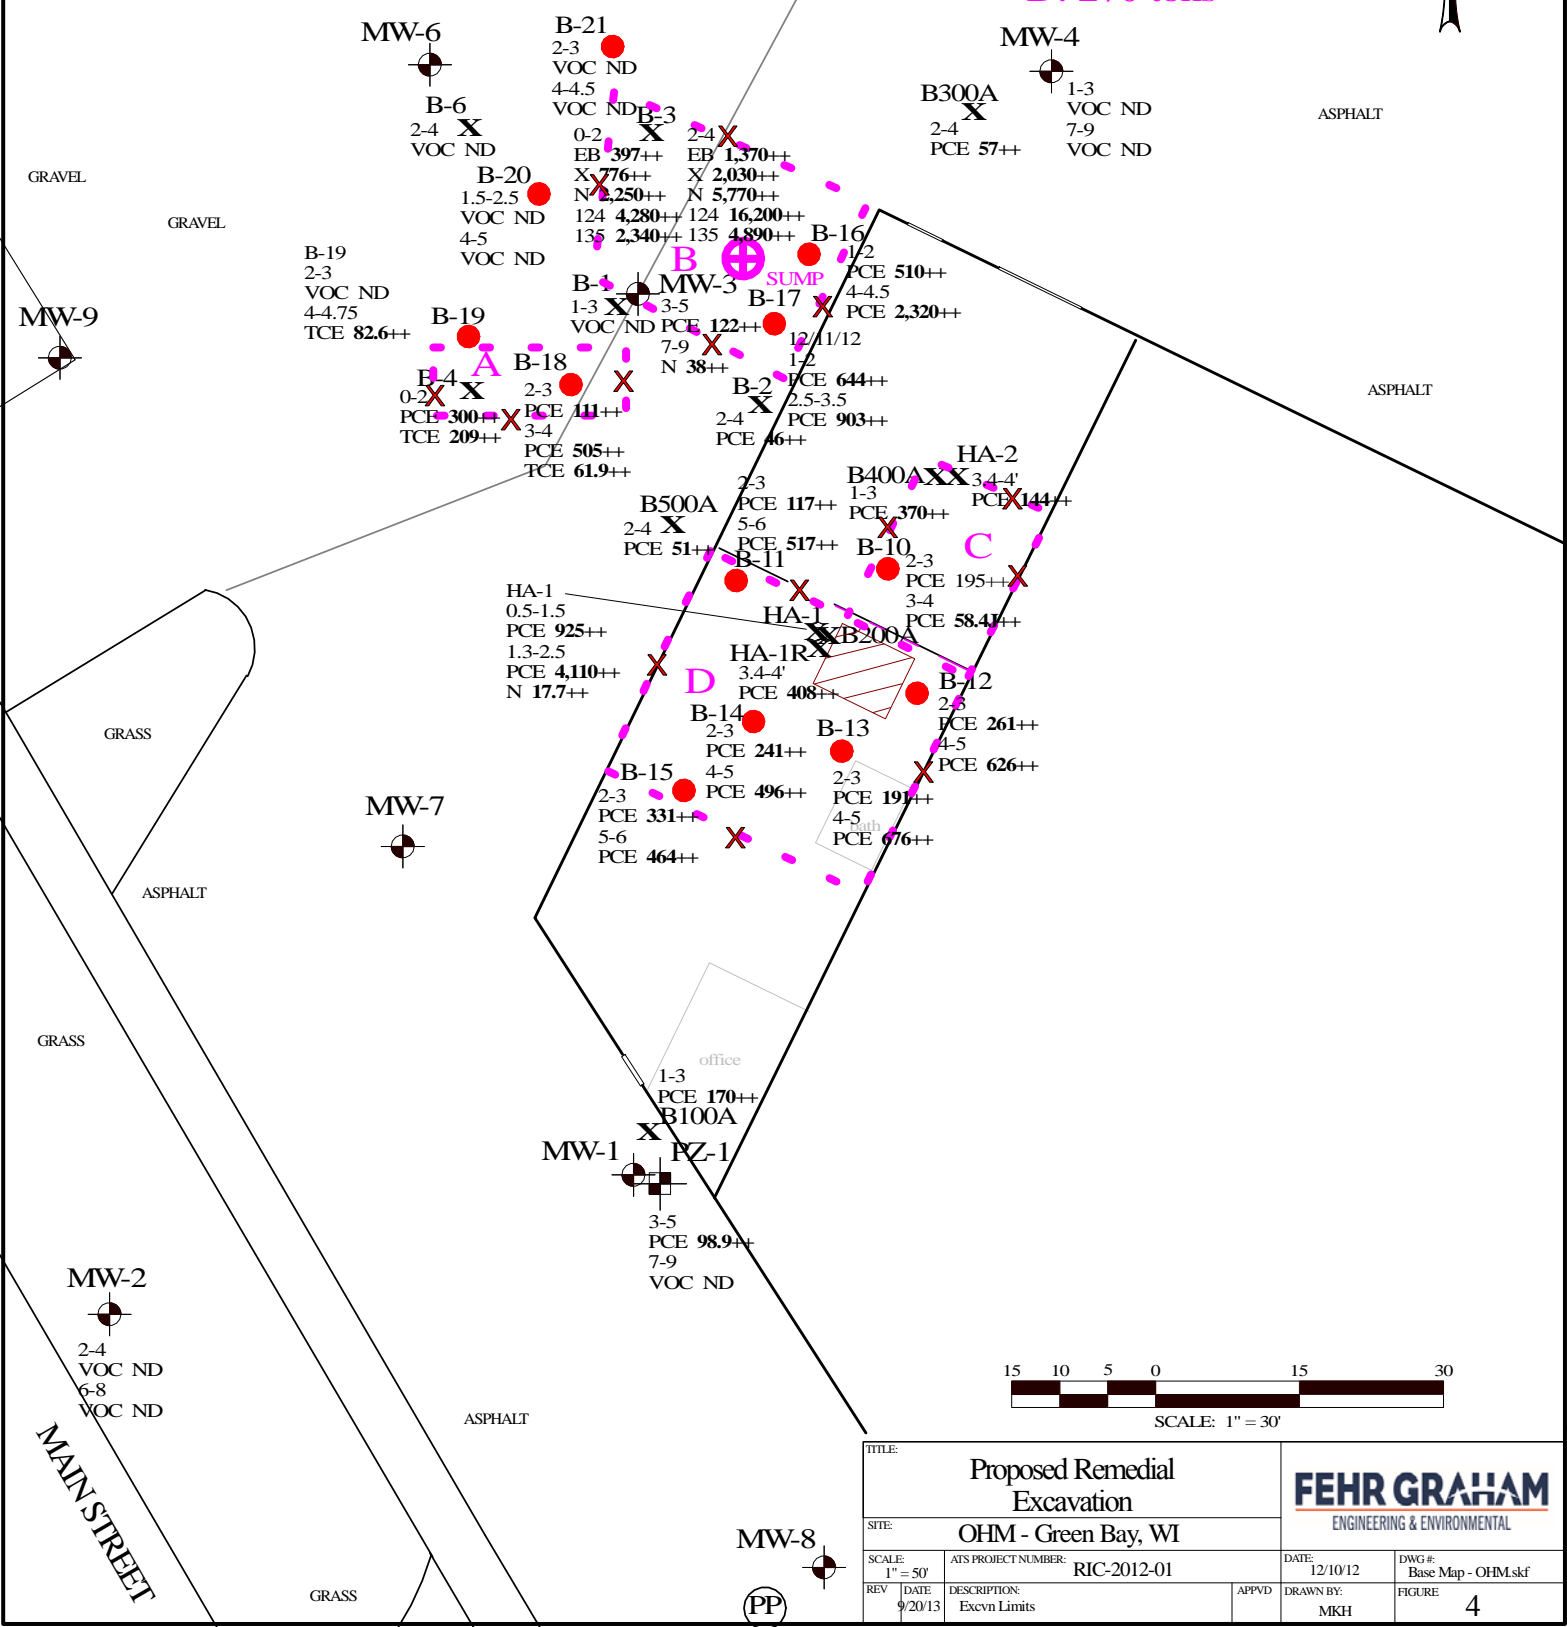 MW-6
B-21
2-3
VOC ND
4-4.5
VOC ND
MW-4
1-3
VOC ND
7-9
VOC ND
B300A
2-4
PCE 57++
ASPHALT
B-6
2-4
VOC ND
B-3
0-2
EB 397++
X 776++
N 2,250++
124 4,280++
135 2,340++
2-4
EB 1,370++
X 2,030++
N 5,770++
124 16,200++
135 4,890++
GRAVEL
GRAVEL
B-20
1.5-2.5
VOC ND
4-5
VOC ND
B
SUMP
B-16
1-2
PCE 510++
4-4.5
PCE 2,320++
B-19
2-3
VOC ND
4-4.75
TCE 82.6++
B-1
1-3
VOC ND
MW-3
3-5
PCE 122++
7-9
N 38++
B-17
12/11/12
1-2
PCE 644++
2.5-3.5
PCE 903++
MW-9
B-19
A
B-18
2-3
PCE 111++
3-4
PCE 505++
TCE 61.9++
B-4
0-2
PCE 300++
TCE 209++
B-2
2-4
PCE 46++
ASPHALT
HA-2
3.4-4'
PCE 144++
B400A
1-3
PCE 370++
2-3
PCE 117++
5-6
PCE 517++
B-11
B500A
2-4
PCE 51++
B-10
2-3
PCE 195++
3-4
PCE 58.4J++
C
HA-1
0.5-1.5
PCE 925++
1.3-2.5
PCE 4,110++
N 17.7++
HA-1
B200A
HA-1R
3.4-4'
PCE 408++
D
B-12
2-3
PCE 261++
4-5
PCE 626++
B-14
2-3
PCE 241++
4-5
PCE 496++
B-13
2-3
PCE 191++
4-5
PCE 676++
bath
B-15
2-3
PCE 331++
5-6
PCE 464++
GRASS
MW-7
ASPHALT
GRASS
office
1-3
PCE 170++
B100A
MW-1
PZ-1
3-5
PCE 98.9++
7-9
VOC ND
MW-2
2-4
VOC ND
6-8
VOC ND
ASPHALT
MAIN STREET
GRASS
MW-8
PP
15 10 5 0 15 30
SCALE: 1" = 30'
TITLE:
Proposed Remedial
Excavation
SITE:
OHM - Green Bay, WI
FEHR GRAHAM
ENGINEERING & ENVIRONMENTAL
SCALE:
1" = 50'
ATS PROJECT NUMBER: RIC-2012-01
DATE:
12/10/12
DWG #:
Base Map - OHM.skf
REV
DATE
9/20/13
DESCRIPTION:
Excvn Limits
APPVD
DRAWN BY:
MKH
FIGURE
4